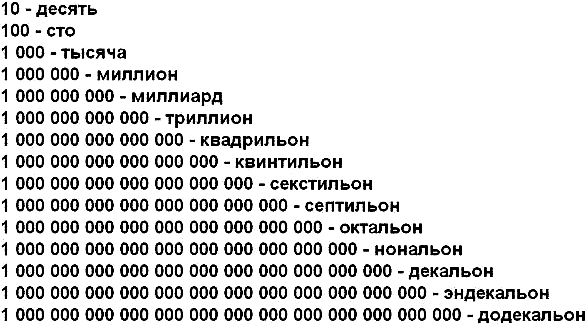 10 - десять
100 - сто
1 000 - тысяча
1 000 000 - миллион
1 000 000 000 - миллиард
1 000 000 000 000 - триллион
1 000 000 000 000 000 - квадрильон
1 000 000 000 000 000 000 - квинтильон
1 000 000 000 000 000 000 000 - секстильон
1 000 000 000 000 000 000 000 000 - септильон
1 000 000 000 000 000 000 000 000 000 - октальон
1 000 000 000 000 000 000 000 000 000 000 - нональон
1 000 000 000 000 000 000 000 000 000 000 000 - декальон
1 000 000 000 000 000 000 000 000 000 000 000 000 - эндекальон
1 000 000 000 000 000 000 000 000 000 000 000 000 000 - додекальон